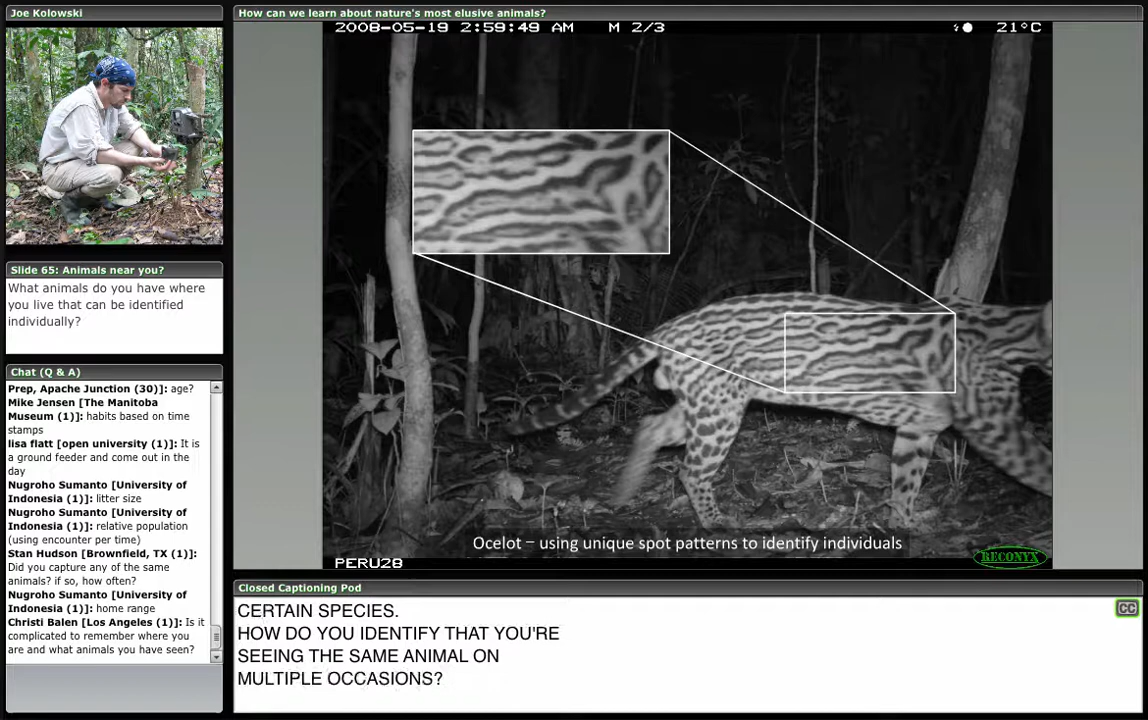 Joe Kolowski
How can we learn about nature's most elusive animals?
2008-05-19 2:59:49 AM M 2/3 21°C
Slide 65: Animals near you?
What animals do you have where
you live that can be identified
individually?
Chat (Q & A)
Prep, Apache Junction (30)]: age?
Mike Jensen [The Manitoba
Museum (1)]: habits based on time
stamps
lisa flatt [open university (1)]: It is
a ground feeder and come out in the
day
Nugroho Sumanto [University of
Indonesia (1)]: litter size
Nugroho Sumanto [University of
Indonesia (1)]: relative population
(using encounter per time)
Stan Hudson [Brownfield, TX (1)]:
Did you capture any of the same
animals? if so, how often?
Nugroho Sumanto [University of
Indonesia (1)]: home range
Christi Balen [Los Angeles (1)]: Is it
complicated to remember where you
are and what animals you have seen?
Ocelot – using unique spot patterns to identify individuals
PERU28
RECONYX
Closed Captioning Pod
CC
CERTAIN SPECIES.
HOW DO YOU IDENTIFY THAT YOU'RE
SEEING THE SAME ANIMAL ON
MULTIPLE OCCASIONS?